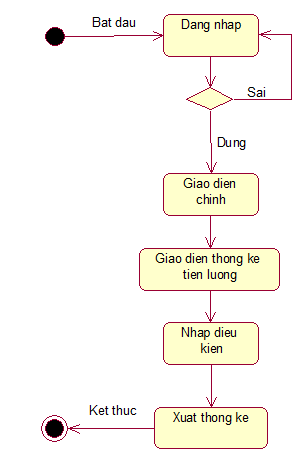 Bat dau
Dang nhap
Sai
Dung
Giao dien
chinh
Giao dien thong ke
tien luong
Nhap dieu
kien
Ket thuc
Xuat thong ke